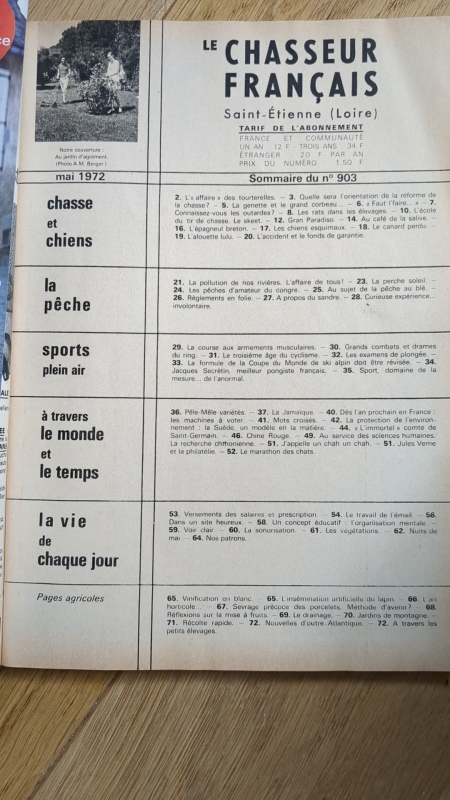 LE CHASSEUR
FRANÇAIS
Saint-Étienne (Loire)
TARIF DE L'ABONNEMENT
FRANCE ET COMMUNAUTÉ
UN AN : 12 F - TROIS ANS : 34 F
ÉTRANGER 20 F PAR AN
PRIX DU NUMÉRO 1,50 F
Notre couverture :
Au jardin d'agrément.
(Photo A.M. Berger.)
mai 1972
Sommaire du nº 903
chasse
et
chiens
2. L'« affaire » des tourterelles. — 3. Quelle sera l'orientation de la réforme de
la chasse? — 5. La genette et le grand corbeau... — 6. « Faut l'faire... » — 7.
Connaissez-vous les outardes? — 8. Les rats dans les élevages. — 10. L'école
du tir de chasse. Le skeet. — 12. Gran Paradiso. — 14. Au café de la salive —
16. L'épagneul breton. — 17. Les chiens esquimaux. — 18. Le canard perdu —
19. L'alouette lulu. — 20. L'accident et le fonds de garantie.
la
pêche
21. La pollution de nos rivières. L'affaire de tous! — 23. La perche soleil. —
24. Les pêches d'amateur du congre. — 25. Au sujet de la pêche au blé. —
26. Règlements en folie. — 27. A propos du sandre. — 28. Curieuse expérience...
involontaire.
sports
plein air
29. La course aux armements musculaires. — 30. Grands combats et drames
du ring. — 31. Le troisième âge du cyclisme. — 32. Les examens de plongée. —
33. La formule de la Coupe du Monde de ski alpin doit être révisée. — 34.
Jacques Secrétin, meilleur pongiste français. — 35. Sport, domaine de la
mesure... de l'anormal.
à travers
le monde
et
le temps
36. Pêle-Mêle variétés. — 37. La Jamaïque. — 40. Dès l'an prochain en France :
les machines à voter. — 41. Mots croisés. — 42. La protection de l'environ-
nement : la Suède, un modèle en la matière. — 44. « L'immortel » comte de
Saint-Germain. — 46. Chine Rouge. — 49. Au service des sciences humaines.
La recherche chifionienne. — 51. J'appelle un chah un chah. — 51. Jules Verne
et la philatélie. — 52. Le marathon des chats.
la vie
de
chaque jour
53. Versements des salaires et prescription. — 54. Le travail de l'émail. — 56.
Dans un site heureux. — 58. Un concept éducatif : l'organisation mentale. —
59. Voir clair. — 60. La sonorisation. — 61. Les végétations. — 62. Nuits de
mai — 64. Nos patrons.
Pages agricoles
65. Vinification en blanc. — 65. L'insémination artificielle du lapin. — 66. L'art
horticole... — 67. Sevrage précoce des porcelets. Méthode d'avenir? — 68.
Réflexions sur la mise à fruits. — 69. Le drainage. — 70. Jardins de montagne. —
71. Récolte rapide. — 72. Nouvelles d'outre-Atlantique. — 72. A travers les
petits élevages.